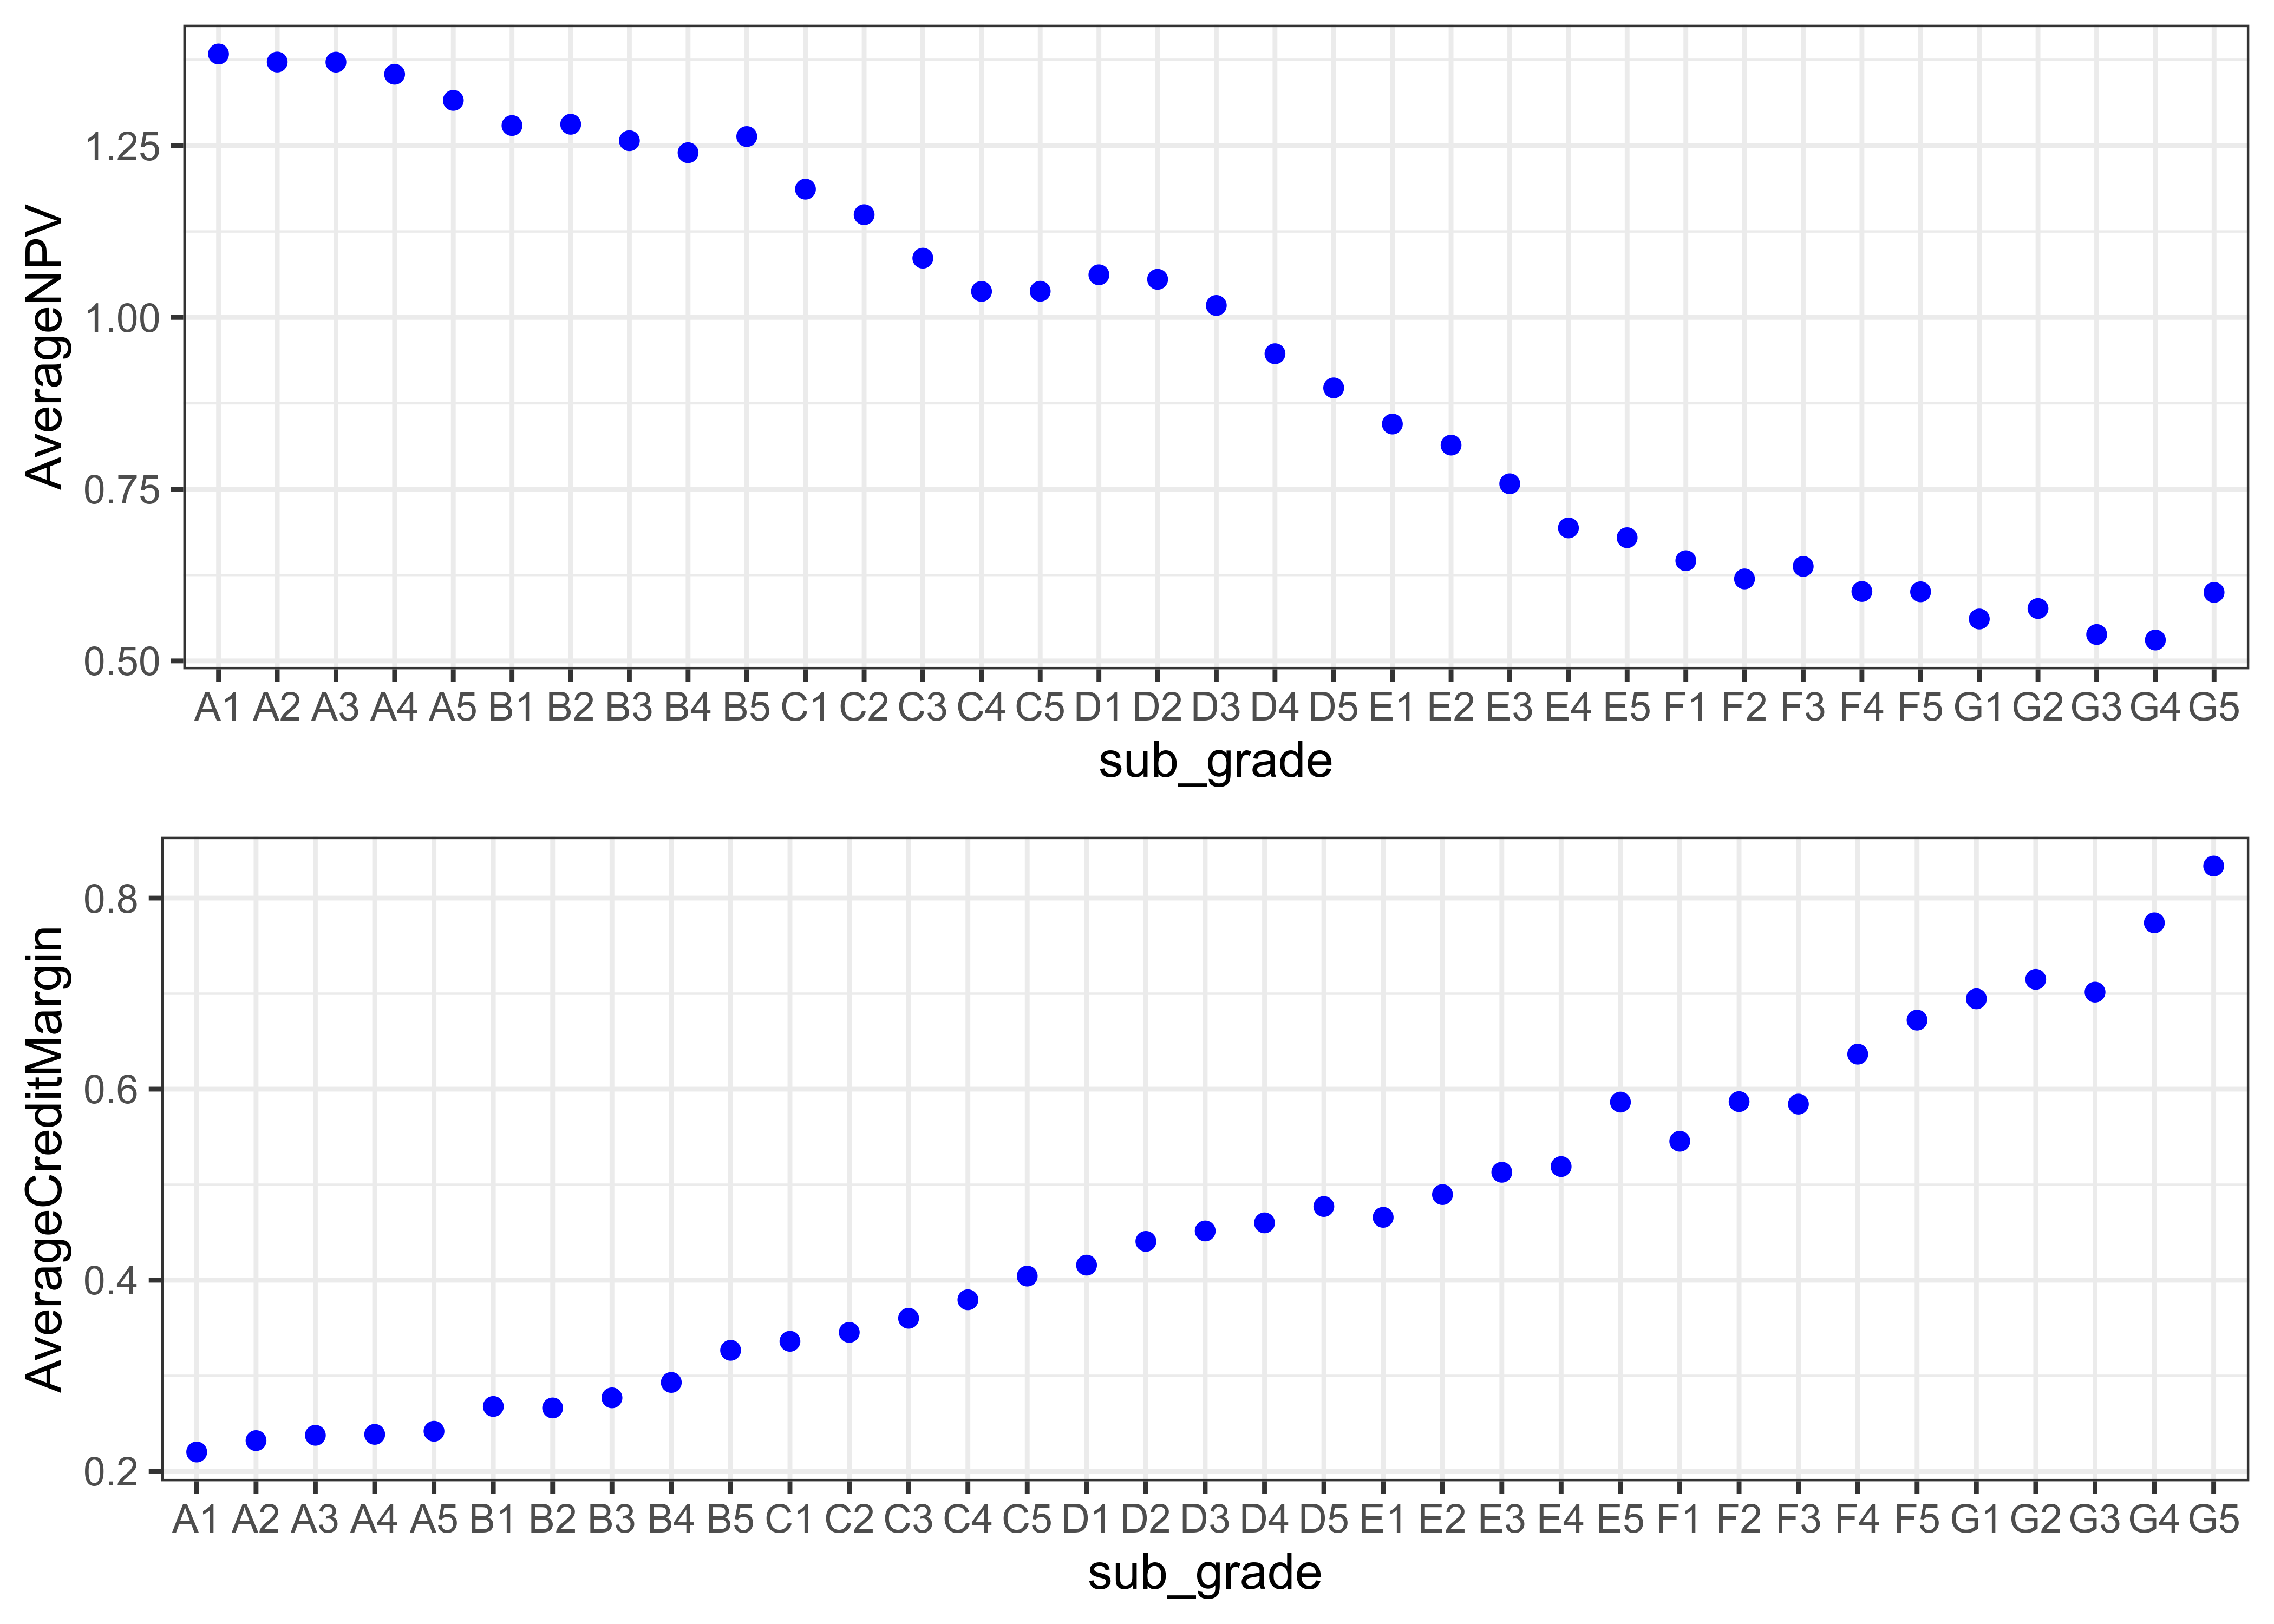 AverageNPV
1.25
1.00
0.75
0.50
A1 A2 A3 A4 A5 B1 B2 B3 B4 B5 C1 C2 C3 C4 C5 D1 D2 D3 D4 D5 E1 E2 E3 E4 E5 F1 F2 F3 F4 F5 G1 G2 G3 G4 G5
sub_grade
AverageCreditMargin
0.8
0.6
0.4
0.2
A1 A2 A3 A4 A5 B1 B2 B3 B4 B5 C1 C2 C3 C4 C5 D1 D2 D3 D4 D5 E1 E2 E3 E4 E5 F1 F2 F3 F4 F5 G1 G2 G3 G4 G5
sub_grade